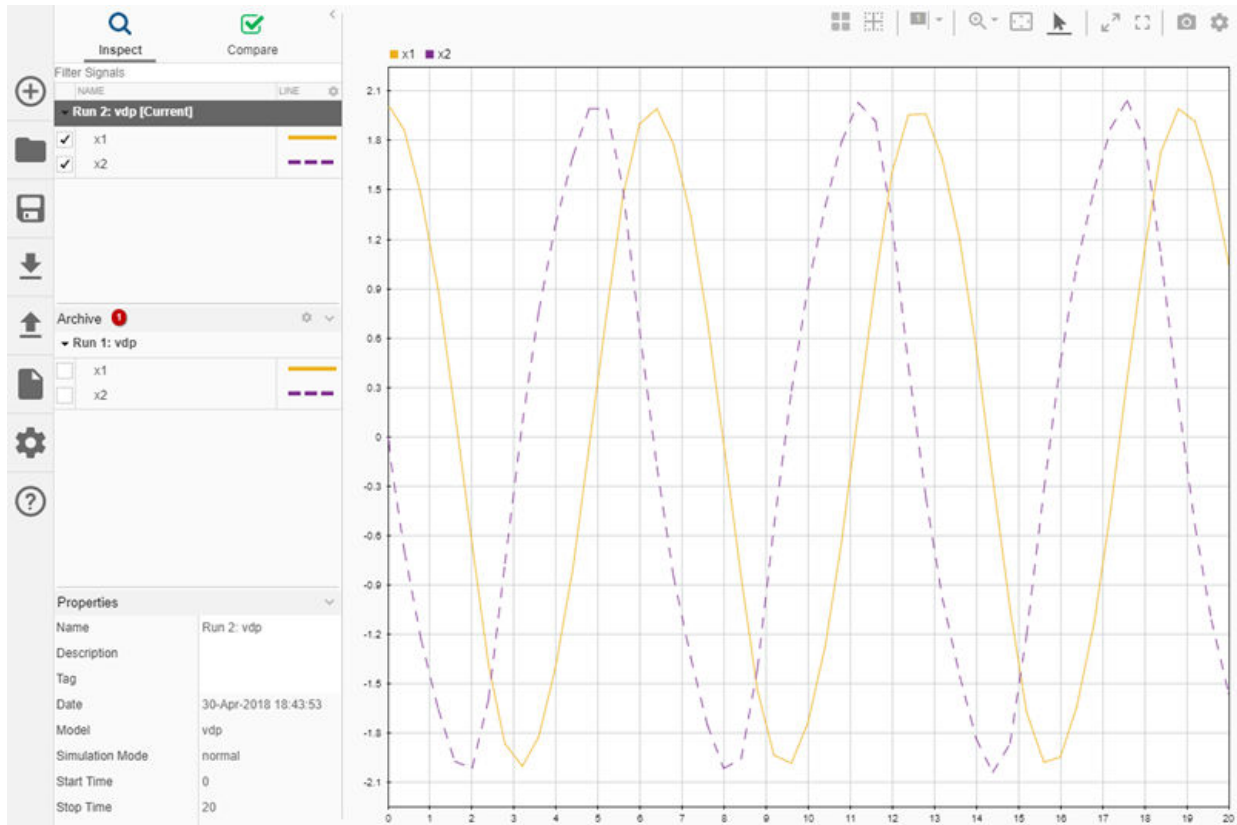 Inspect Compare
Filter Signals
NAME LINE
Run 2: vdp [Current]
x1
x2
Archive 1
Run 1: vdp
x1
x2
Properties
Name Run 2: vdp
Description
Tag
Date 30-Apr-2018 18:43:53
Model vdp
Simulation Mode normal
Start Time 0
Stop Time 20
1
x1 x2
2.1
1.8
1.5
1.2
0.9
0.6
0.3
0
-0.3
-0.6
-0.9
-1.2
-1.5
-1.8
-2.1
0 1 2 3 4 5 6 7 8 9 10 11 12 13 14 15 16 17 18 19 20